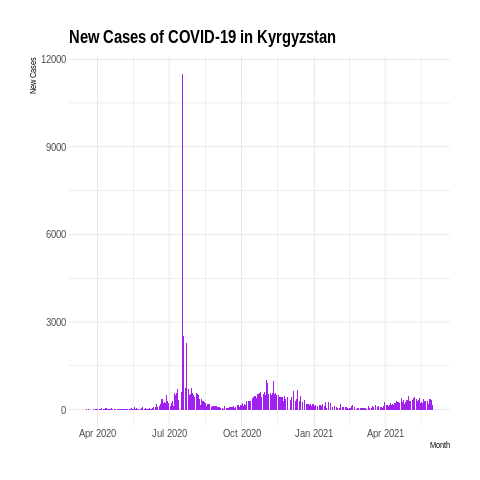 New Cases of COVID-19 in Kyrgyzstan
New Cases
12000
9000
6000
3000
0
Apr 2020 Jul 2020 Oct 2020 Jan 2021 Apr 2021
Month